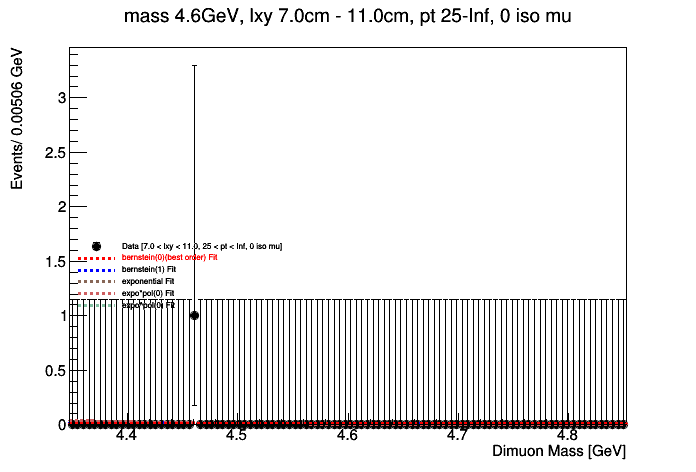 mass 4.6GeV, lxy 7.0cm - 11.0cm, pt 25-Inf, 0 iso mu
Events/ 0.00506 GeV
3
2.5
2
Data [7.0 < lxy < 11.0, 25 < pt < Inf, 0 iso mu]
bernstein(0)(best order) Fit
1.5
bernstein(1) Fit
exponential Fit
expo*pol(0) Fit
expo*pol(0) Fit
1
0.5
0
4.4 4.5 4.6 4.7 4.8
Dimuon Mass [GeV]